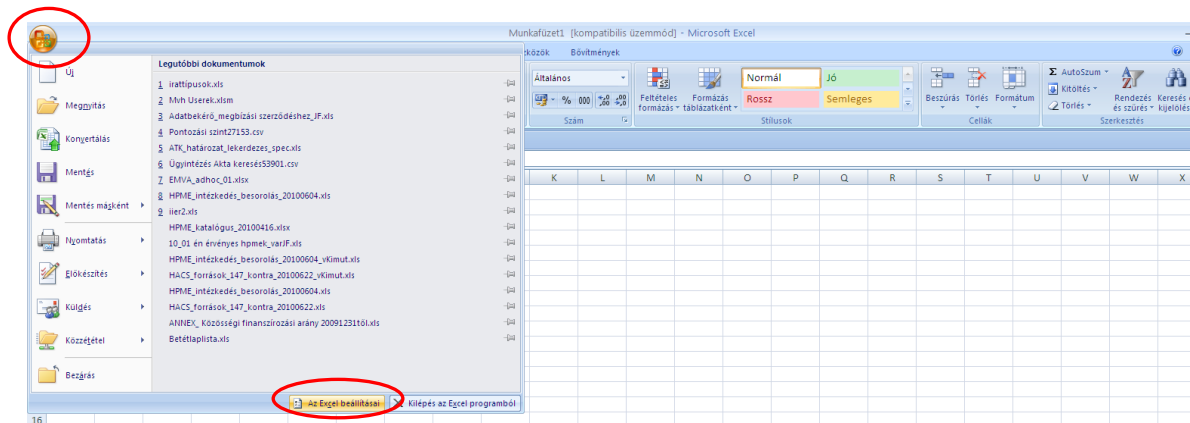 Munkafüzet1 [kompatibilis üzemmód] - Microsoft Excel
zközök Bővítmények
Új
Megnyitás
Konvertálás
Mentés
Mentés másként
Nyomtatás
Előkészítés
Küldés
Közzététel
Bezárás
Legutóbbi dokumentumok
1 irattípusok.xls
2 Mvh Userek.xlsm
3 Adatbekérő_megbízási szerződéshez_JF.xls
4 Pontozási szint27153.csv
5 ATK_határozat_lekerdezes_spec.xls
6 Ügyintézés Akta keresés53901.csv
7 EMVA_adhoc_01.xlsx
8 HPME_intézkedés_besorolás_20100604.xls
9 iier2.xls
HPME_katalógus_20100416.xlsx
10_01 én érvényes hpmek_varJF.xls
HPME_intézkedés_besorolás_20100604_vKimut.xls
HACS_források_147_kontra_20100622_vKimut.xls
HPME_intézkedés_besorolás_20100604.xls
HACS_források_147_kontra_20100622.xls
ANNEX_ Közösségi finanszírozási arány 20091231től.xls
Betétlaplista.xls
Az Excel beállításai
Kilépés az Excel programból
Általános
% 000 ,00 ,0
Szám
Feltételes formázás
Formázás táblázatként
Normál Jó
Rossz Semleges
Stílusok
Beszúrás Törlés Formátum
Cellák
Σ AutoSzum
Kitöltés
Törlés
Rendezés és szűrés
Keresés kijelölés
Szerkesztés
K L M N O P Q R S T U V W X
16